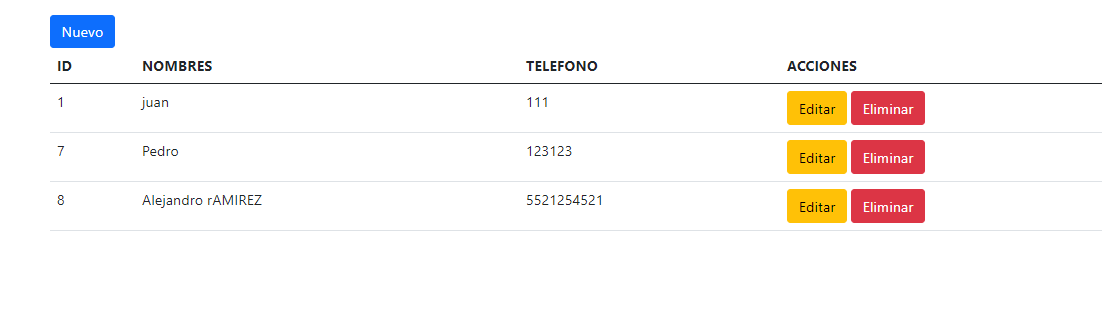 Nuevo
ID NOMBRES TELEFONO ACCIONES
1 juan 111 Editar Eliminar
7 Pedro 123123 Editar Eliminar
8 Alejandro rAMIREZ 5521254521 Editar Eliminar